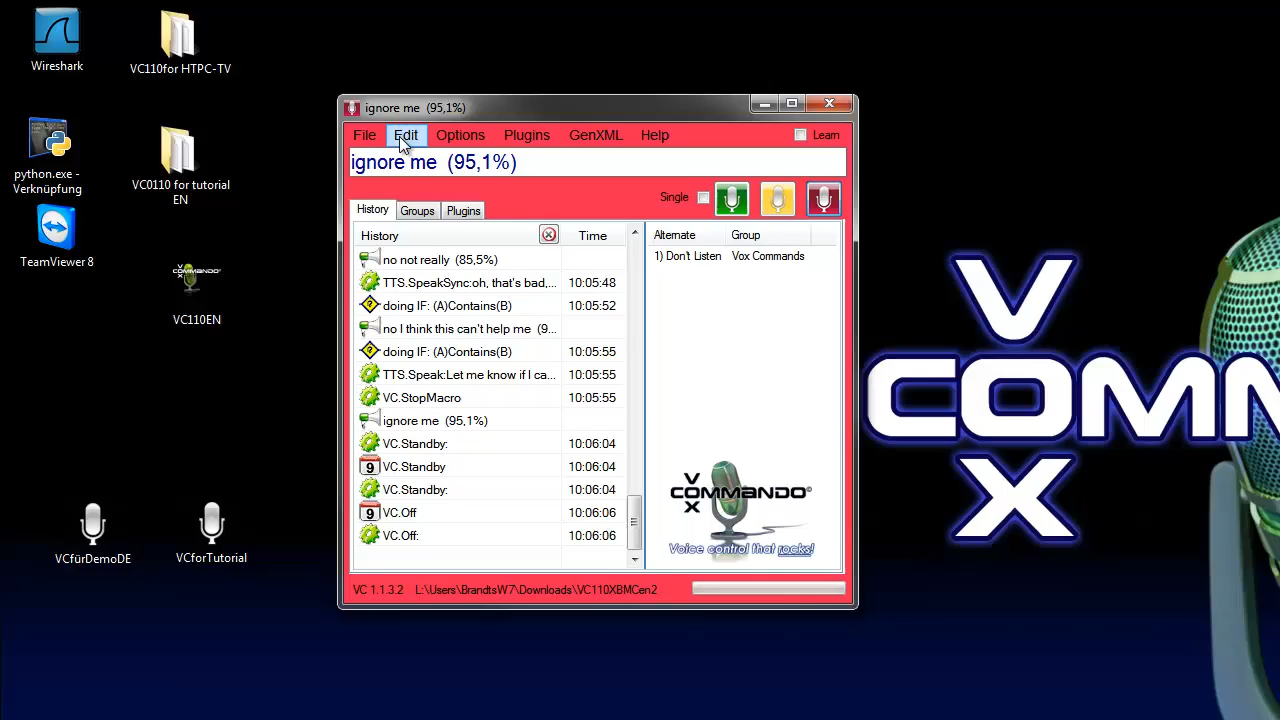 Wireshark
VC110for HTPC-TV
python.exe -
Verknüpfung
VC0110 for tutorial
EN
TeamViewer 8
VC110EN
VCfürDemoDE
VCforTutorial
ignore me (95,1%)
File Edit Options Plugins GenXML Help Learn
ignore me (95,1%)
Single
History Groups Plugins
History Time
no not really (85,5%)
TTS.SpeakSync:oh, that's bad,... 10:05:48
doing IF: (A)Contains(B) 10:05:52
no I think this can't help me (9...
doing IF: (A)Contains(B) 10:05:55
TTS.Speak:Let me know if I ca... 10:05:55
VC.StopMacro 10:05:55
ignore me (95,1%)
VC.Standby: 10:06:04
9 VC.Standby 10:06:04
VC.Standby: 10:06:04
9 VC.Off 10:06:06
VC.Off: 10:06:06
Alternate Group
1) Don't Listen Vox Commands
VOX
COMMANDO
Voice control that rocks!
VC 1.1.3.2 L:\Users\BrandtsW7\Downloads\VC110XBMCen2
V
COMM
X